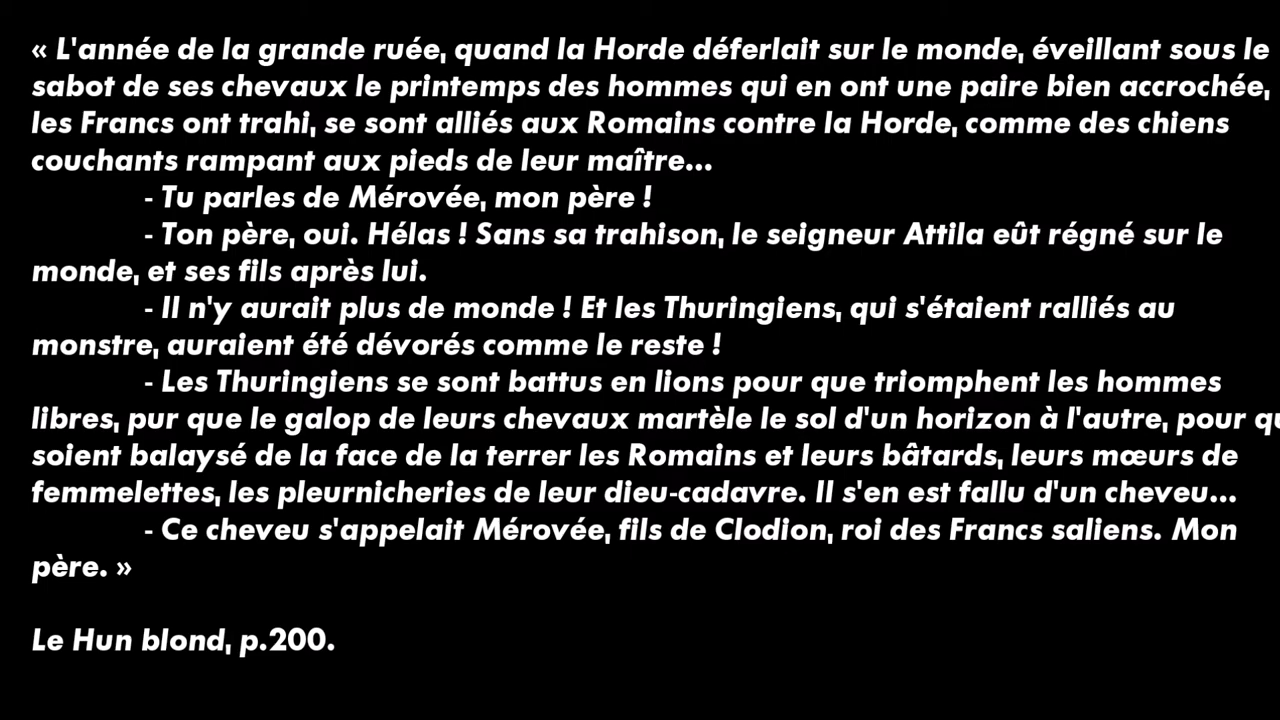 « L'année de la grande ruée, quand la Horde déferlait sur le monde, éveillant sous le
sabot de ses chevaux le printemps des hommes qui en ont une paire bien accrochée,
les Francs ont trahi, se sont alliés aux Romains contre la Horde, comme des chiens
couchants rampant aux pieds de leur maître...
- Tu parles de Mérovée, mon père !
- Ton père, oui. Hélas ! Sans sa trahison, le seigneur Attila eût régné sur le
monde, et ses fils après lui.
- Il n'y aurait plus de monde ! Et les Thuringiens, qui s'étaient ralliés au
monstre, auraient été dévorés comme le reste !
- Les Thuringiens se sont battus en lions pour que triomphent les hommes
libres, pur que le galop de leurs chevaux martèle le sol d'un horizon à l'autre, pour qu
soient balaysé de la face de la terrer les Romains et leurs bâtards, leurs mœurs de
femmelettes, les pleurnicheries de leur dieu-cadavre. Il s'en est fallu d'un cheveu...
- Ce cheveu s'appelait Mérovée, fils de Clodion, roi des Francs saliens. Mon
père. »
Le Hun blond, p.200.